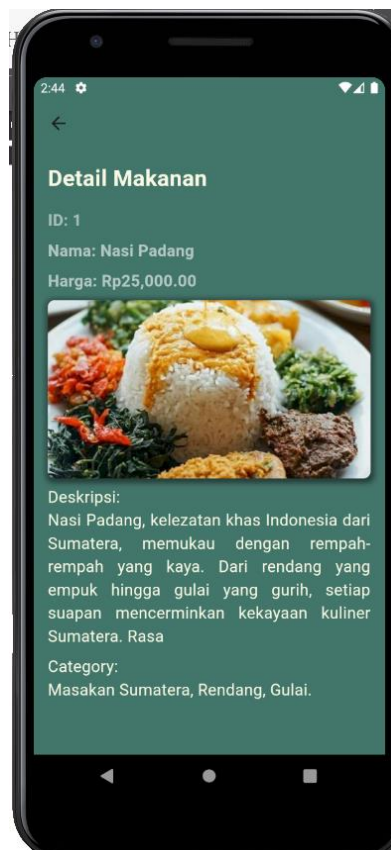 2:44
Detail Makanan
ID: 1
Nama: Nasi Padang
Harga: Rp25,000.00
Deskripsi:
Nasi Padang, kelezatan khas Indonesia dari
Sumatera, memukau dengan rempah-
rempah yang kaya. Dari rendang yang
empuk hingga gulai yang gurih, setiap
suapan mencerminkan kekayaan kuliner
Sumatera. Rasa
Category:
Masakan Sumatera, Rendang, Gulai.